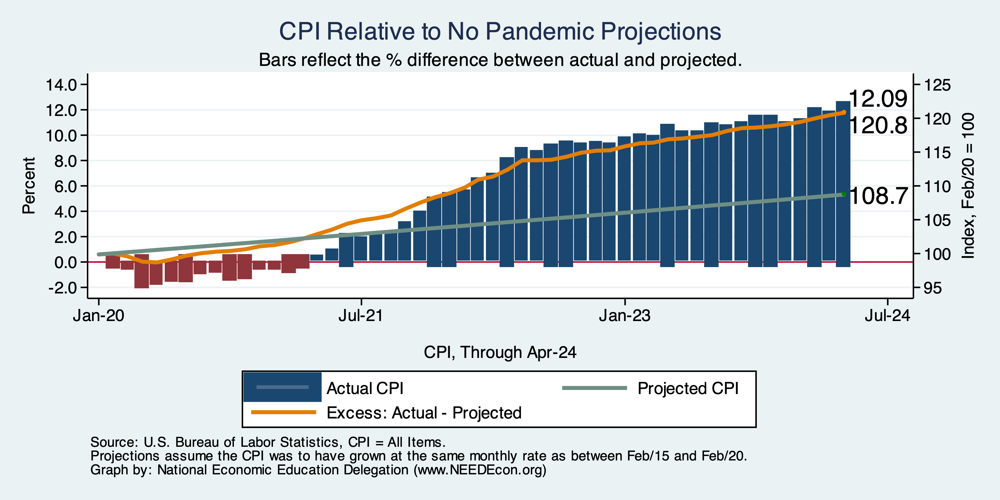 CPI Relative to No Pandemic Projections
Bars reflect the % difference between actual and projected.
14.0
12.0
10.0
8.0
6.0
4.0
2.0
0.0
-2.0
Percent
125
120
115
110
105
100
95
Index, Feb/20 = 100
12.09
120.8
108.7
Jan-20 Jul-21 Jan-23 Jul-24
CPI, Through Apr-24
Actual CPI Projected CPI
Excess: Actual - Projected
Source: U.S. Bureau of Labor Statistics, CPI = All Items.
Projections assume the CPI was to have grown at the same monthly rate as between Feb/15 and Feb/20.
Graph by: National Economic Education Delegation (www.NEEDEcon.org)